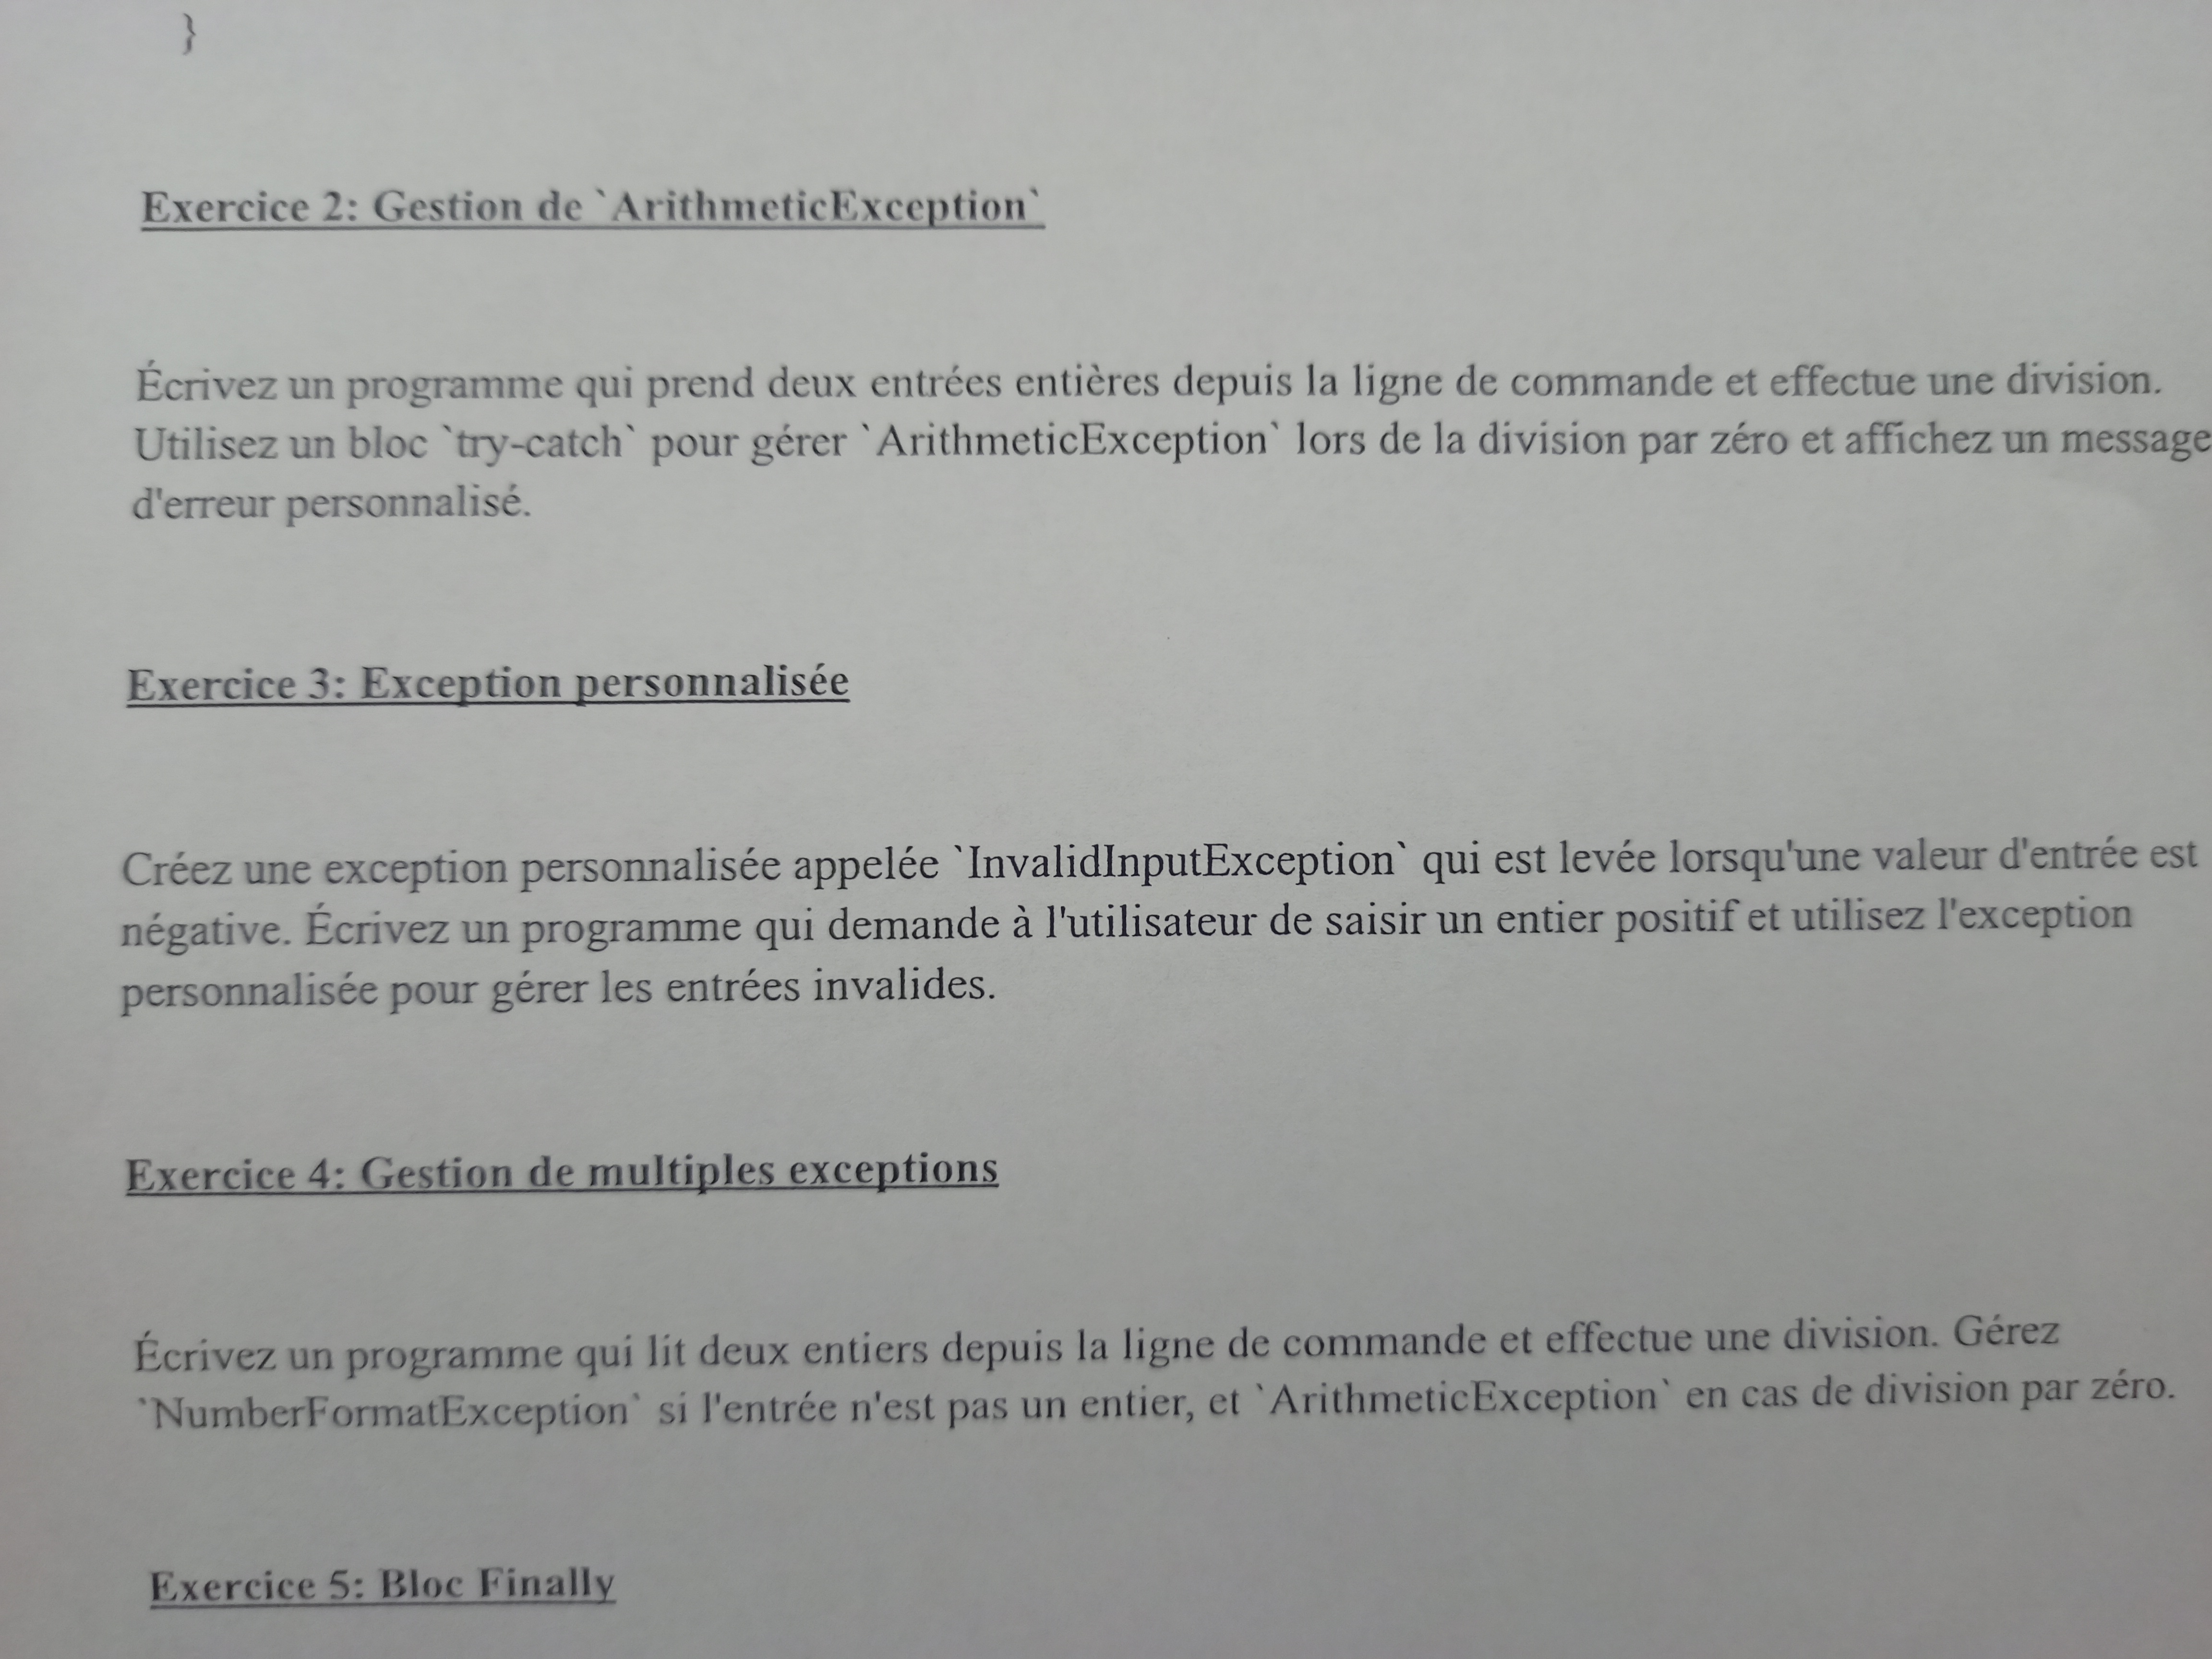 }
Exercice 2: Gestion de `ArithmeticException`
Écrivez un programme qui prend deux entrées entières depuis la ligne de commande et effectue une division.
Utilisez un bloc `try-catch` pour gérer `ArithmeticException` lors de la division par zéro et affichez un message
d'erreur personnalisé.
Exercice 3: Exception personnalisée
Créez une exception personnalisée appelée `InvalidInputException` qui est levée lorsqu'une valeur d'entrée est
négative. Écrivez un programme qui demande à l'utilisateur de saisir un entier positif et utilisez l'exception
personnalisée pour gérer les entrées invalides.
Exercice 4: Gestion de multiples exceptions
Écrivez un programme qui lit deux entiers depuis la ligne de commande et effectue une division. Gérez
`NumberFormatException` si l'entrée n'est pas un entier, et `ArithmeticException` en cas de division par zéro.
Exercice 5: Bloc Finally